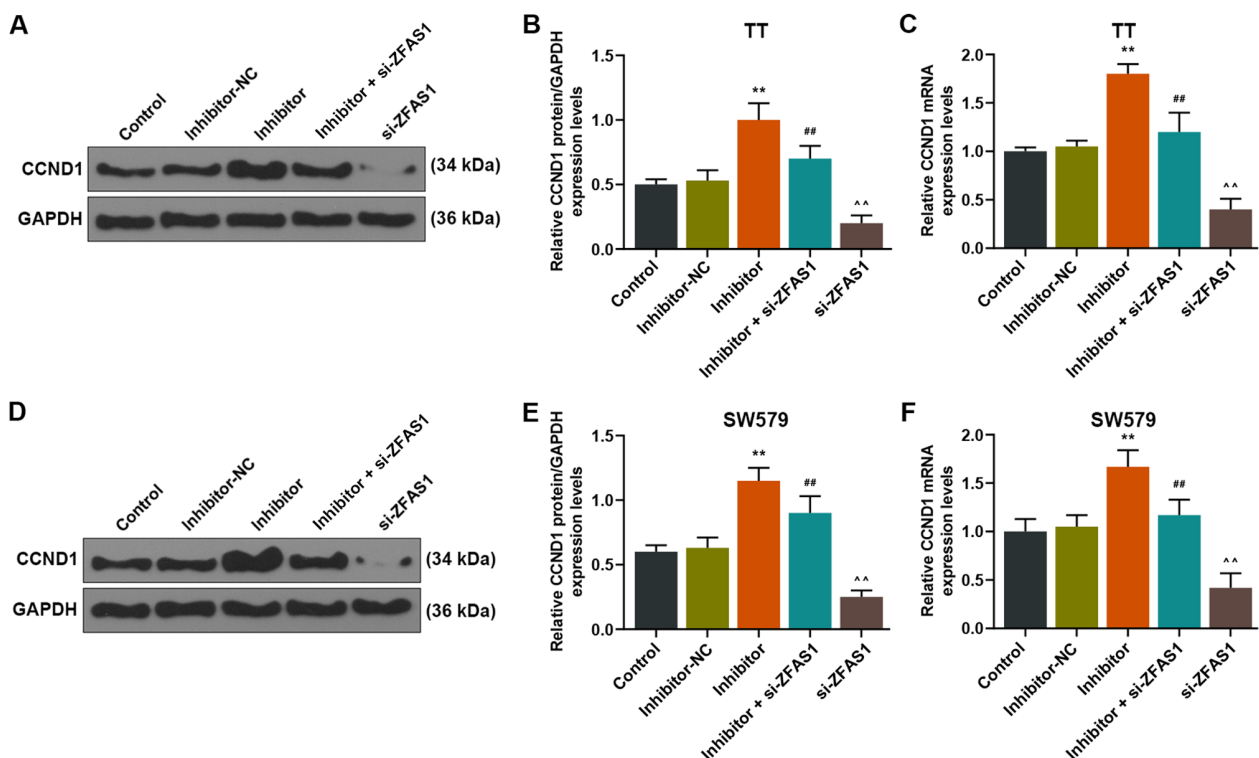 A
Control
Inhibitor-NC
Inhibitor
Inhibitor + si-ZFAS1
si-ZFAS1
CCND1
(34 kDa)
GAPDH
(36 kDa)
B
TT
Relative CCND1 protein/GAPDH
expression levels
1.5
1.0
0.5
0.0
**
##
^^
Control
Inhibitor-NC
Inhibitor
Inhibitor + si-ZFAS1
si-ZFAS1
C
TT
Relative CCND1 mRNA
expression levels
2.0
1.5
1.0
0.5
0.0
**
##
^^
Control
Inhibitor-NC
Inhibitor
Inhibitor + si-ZFAS1
si-ZFAS1
D
Control
Inhibitor-NC
Inhibitor
Inhibitor + si-ZFAS1
si-ZFAS1
CCND1
(34 kDa)
GAPDH
(36 kDa)
E
SW579
Relative CCND1 protein/GAPDH
expression levels
1.5
1.0
0.5
0.0
**
##
^^
Control
Inhibitor-NC
Inhibitor
Inhibitor + si-ZFAS1
si-ZFAS1
F
SW579
Relative CCND1 mRNA
expression levels
2.0
1.5
1.0
0.5
0.0
**
##
^^
Control
Inhibitor-NC
Inhibitor
Inhibitor + si-ZFAS1
si-ZFAS1